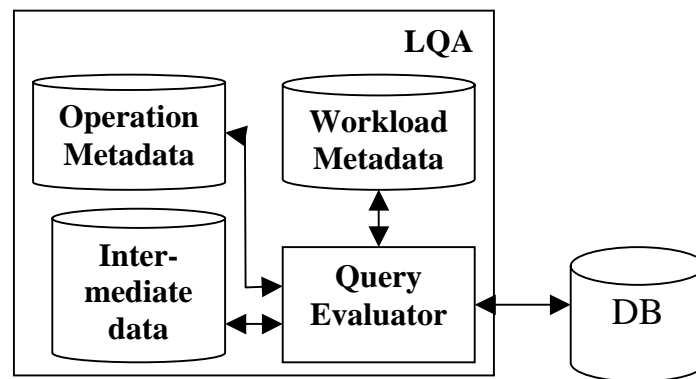 LQA
Operation
Metadata
Workload
Metadata
Inter-
mediate
data
Query
Evaluator
DB